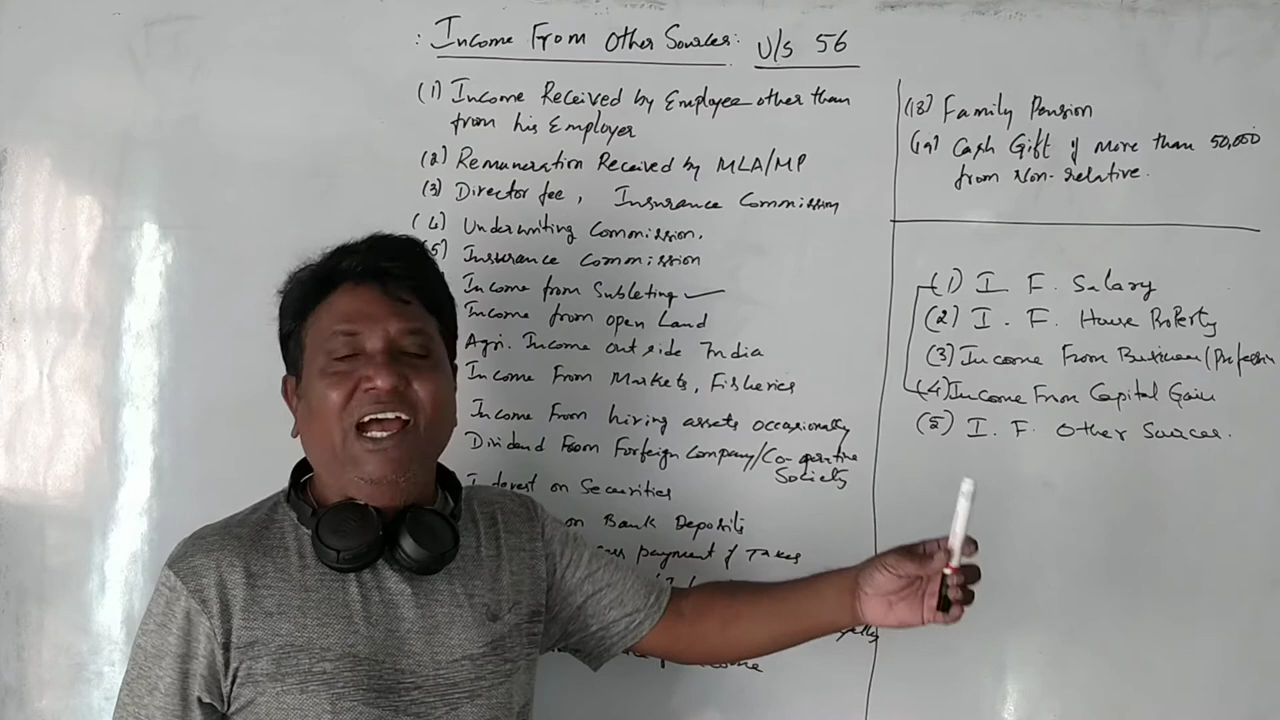 : Income From Other Sources: U/s 56
(1) Income Received by Employee other than
from his Employer
(2) Remuneration Received by MLA/MP
(3) Director fee, Insurance Commission
(4) Underwriting Commission.
(5) Insurance Commission
Income from Subleting
Income from open Land
Agri. Income out side India
Income From Markets, Fisheries
Income From hiring assets occasionally
Dividend From Forfeign Company/Co-operative
Society
Interest on Securities
on Bank Deposits
payment of Taxes
(18) Family Pension
(19) Cash Gift if more than 50,000
from Non-relative.
(1) I F. Salary
(2) I. F. House Property
(3) Income From Business/Profession
(4) Income From Capital Gain
(5) I. F. Other Sources.